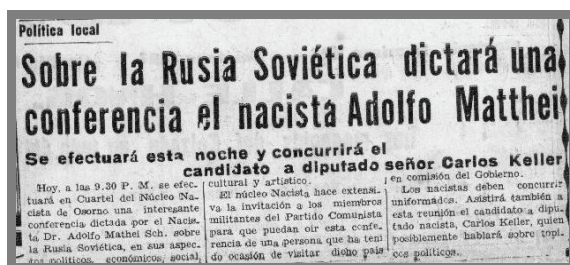 Política local
Sobre la Rusia Soviética dictará una
conferencia el nacista Adolfo Matthei
Se efectuará esta noche y concurrirá el
candidato a diputado señor Carlos Keller
Hoy, a las 9.30 P. M. se efec-
tuará en Cuartel del Núcleo Na-
cista de Osorno una interesante
conferencia dictada por el Nacis-
ta Dr. Adolfo Mathei Sch. sobre
la Rusia Soviética, en sus aspec-
tos políticos, económicos, social,
cultural y artístico.
El núcleo Nacista hace extensi-
va la invitación a los miembros
militantes del Partido Comunista
para que puedan oir esta confe-
rencia de una persona que ha teni
do ocasión de visitar dicho país
en comisión del Gobierno.
Los nacistas deben concurrir
uniformados. Asistirá también a
esta reunión el candidato a dipu-
tado nacista, Carlos Keller, quien
posiblemente hablará sobre tópi-
cos políticos.